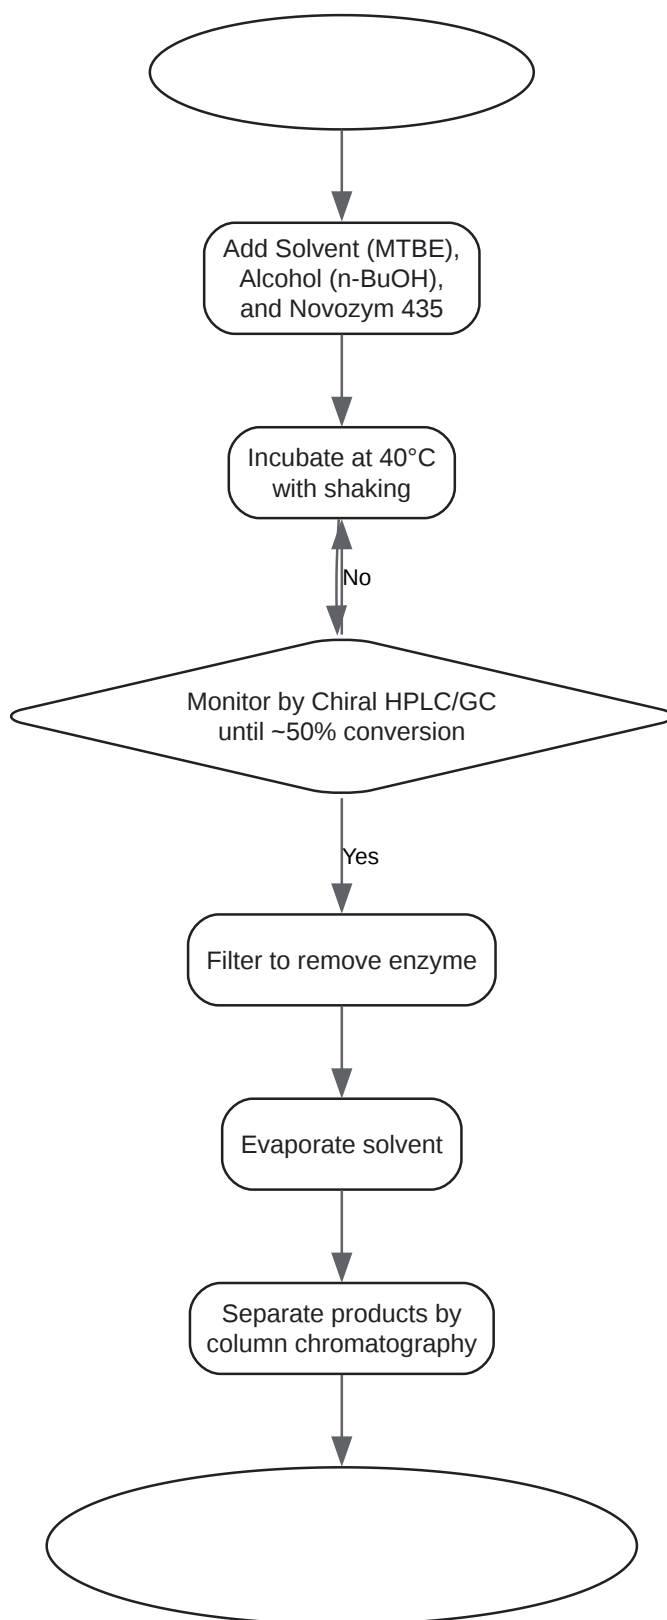 Add Solvent (MTBE),
Alcohol (n-BuOH),
and Novozym 435
Incubate at 40°C
with shaking
No
Monitor by Chiral HPLC/GC
until ~50% conversion
Yes
Filter to remove enzyme
Evaporate solvent
Separate products by
column chromatography